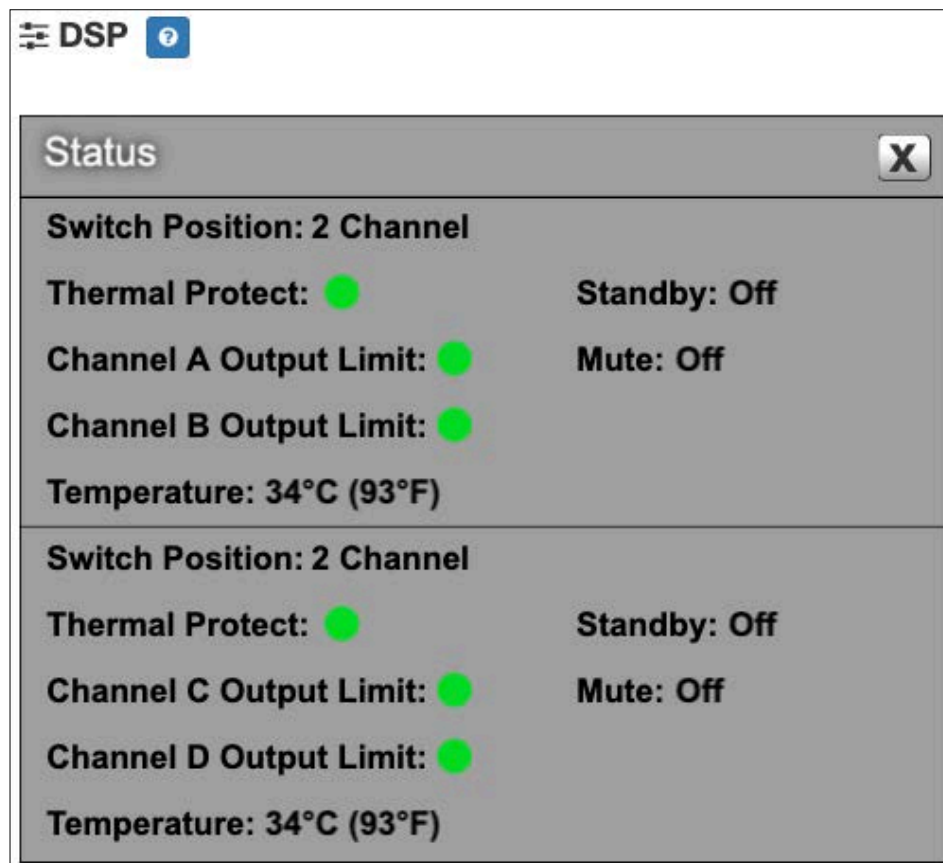 DSP ?
Status X
Switch Position: 2 Channel
Thermal Protect: Standby: Off
Channel A Output Limit: Mute: Off
Channel B Output Limit:
Temperature: 34°C (93°F)
Switch Position: 2 Channel
Thermal Protect: Standby: Off
Channel C Output Limit: Mute: Off
Channel D Output Limit:
Temperature: 34°C (93°F)